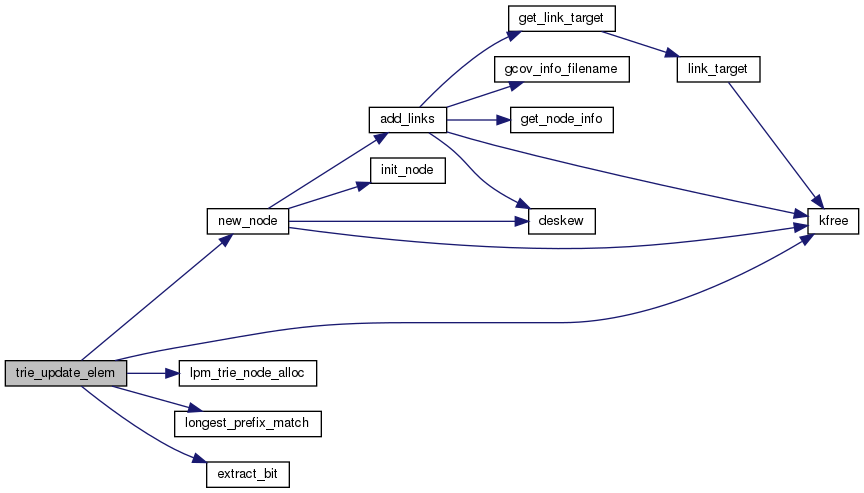 get_link_target
gcov_info_filename
link_target
add_links
get_node_info
init_node
new_node
deskew
kfree
trie_update_elem
lpm_trie_node_alloc
longest_prefix_match
extract_bit